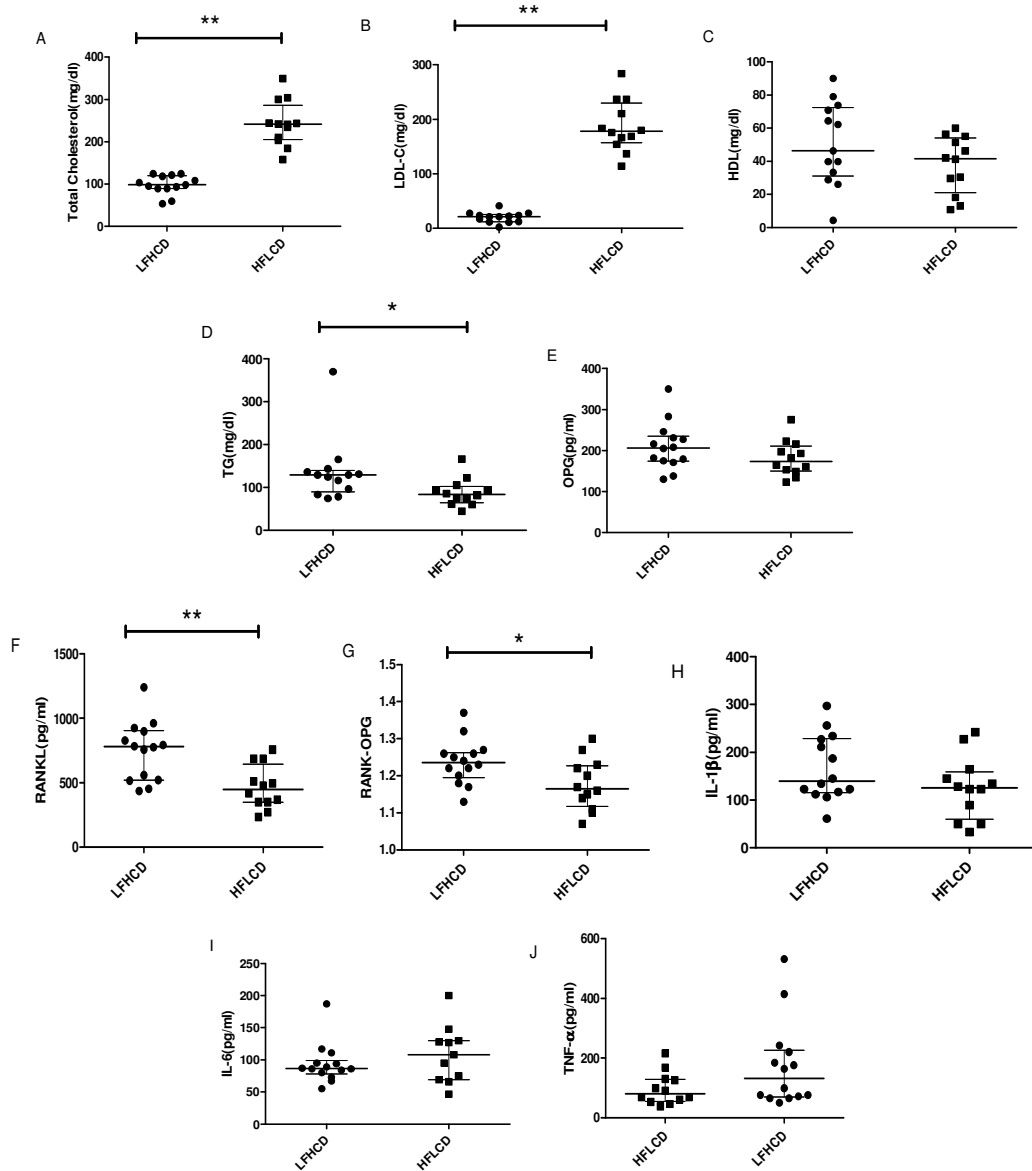 A
**
Total Cholesterol(mg/dl)
400
300
200
100
0
LFHCD
HFLCD
B
**
LDL-C(mg/dl)
300
200
100
0
LFHCD
HFLCD
C
HDL(mg/dl)
100
80
60
40
20
0
LFHCD
HFLCD
D
*
TG(mg/dl)
400
300
200
100
0
LFHCD
HFLCD
E
OPG(pg/ml)
400
300
200
100
0
LFHCD
HFLCD
F
**
RANKL(pg/ml)
1500
1000
500
0
LFHCD
HFLCD
G
*
RANK-OPG
1.5
1.4
1.3
1.2
1.1
1.0
LFHCD
HFLCD
H
IL-1β(pg/ml)
400
300
200
100
0
LFHCD
HFLCD
I
IL-6(pg/ml)
250
200
150
100
50
0
LFHCD
HFLCD
J
TNF-α(pg/ml)
600
400
200
0
HFLCD
LFHCD